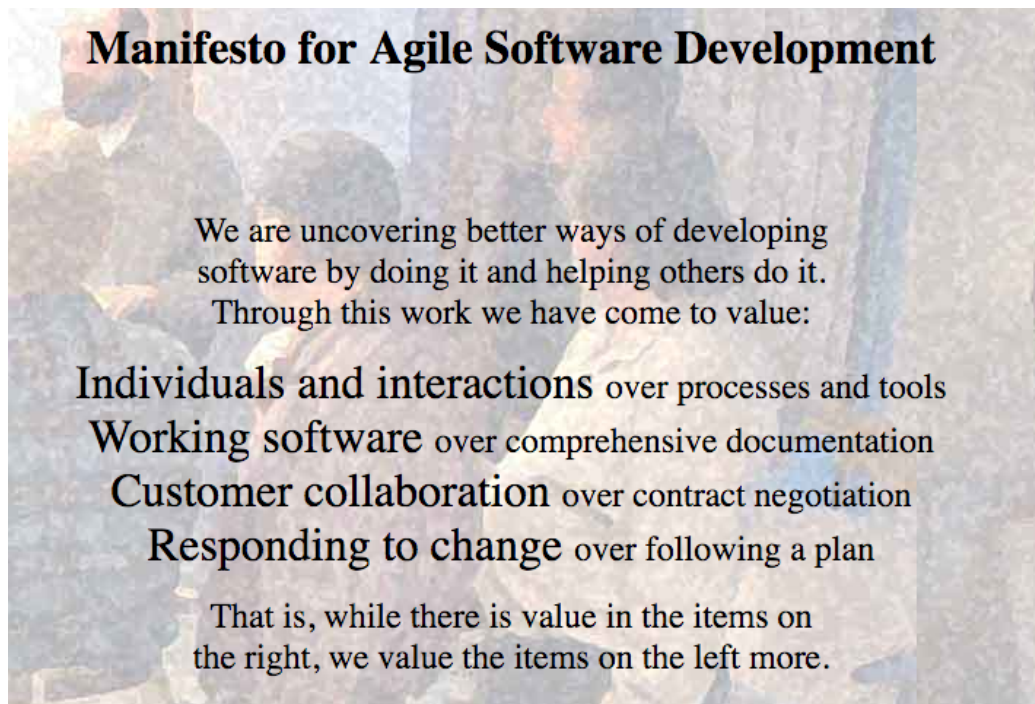 Manifesto for Agile Software Development
We are uncovering better ways of developing
software by doing it and helping others do it.
Through this work we have come to value:
Individuals and interactions over processes and tools
Working software over comprehensive documentation
Customer collaboration over contract negotiation
Responding to change over following a plan
That is, while there is value in the items on
the right, we value the items on the left more.